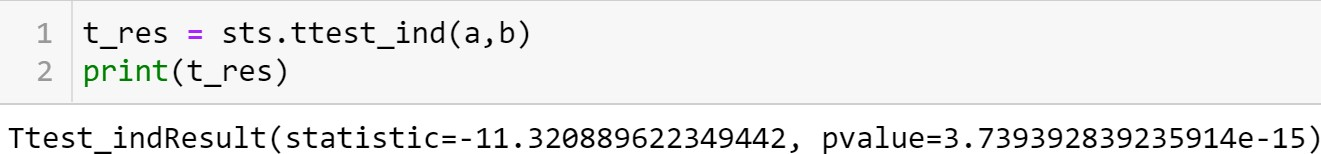 1 t_res = sts.ttest_ind(a,b)
2 print(t_res)
Ttest_indResult(statistic=-11.320889622349442, pvalue=3.739392839235914e-15)